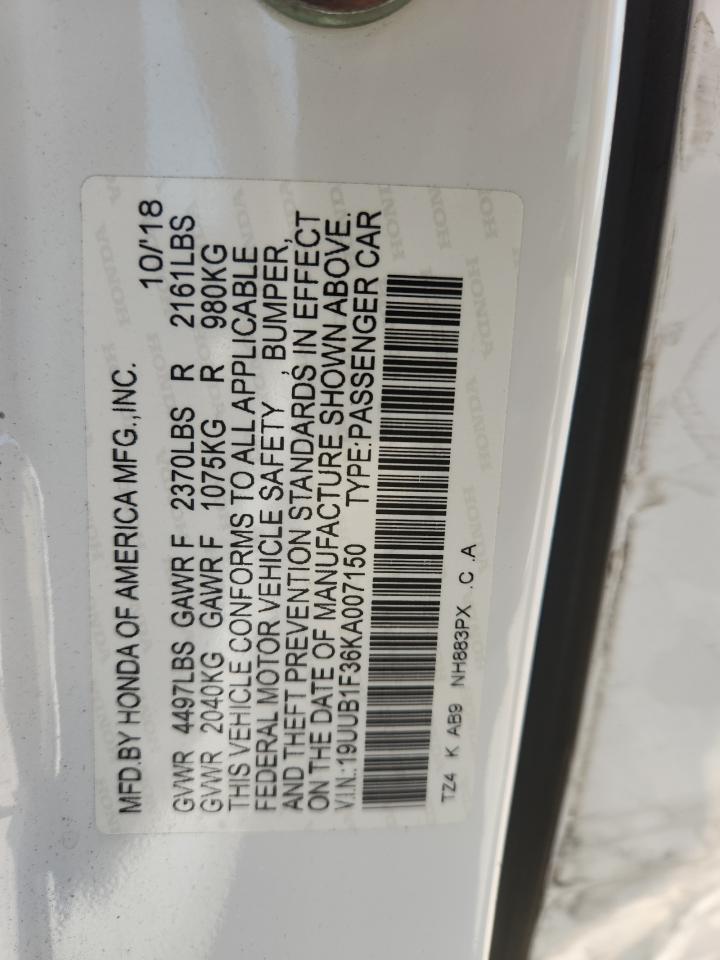 MFD.BY HONDA OF AMERICA MFG.,INC. 10/'18
GVWR 4497LBS GAWR F 2370LBS R 2161LBS
GVWR 2040KG GAWR F 1075KG R 980KG
THIS VEHICLE CONFORMS TO ALL APPLICABLE
FEDERAL MOTOR VEHICLE SAFETY , BUMPER,
AND THEFT PREVENTION STANDARDS IN EFFECT
ON THE DATE OF MANUFACTURE SHOWN ABOVE.
V.I.N.:19UUB1F36KA007150 TYPE:PASSENGER CAR
TZ4 K AB9 NH883PX .C .A